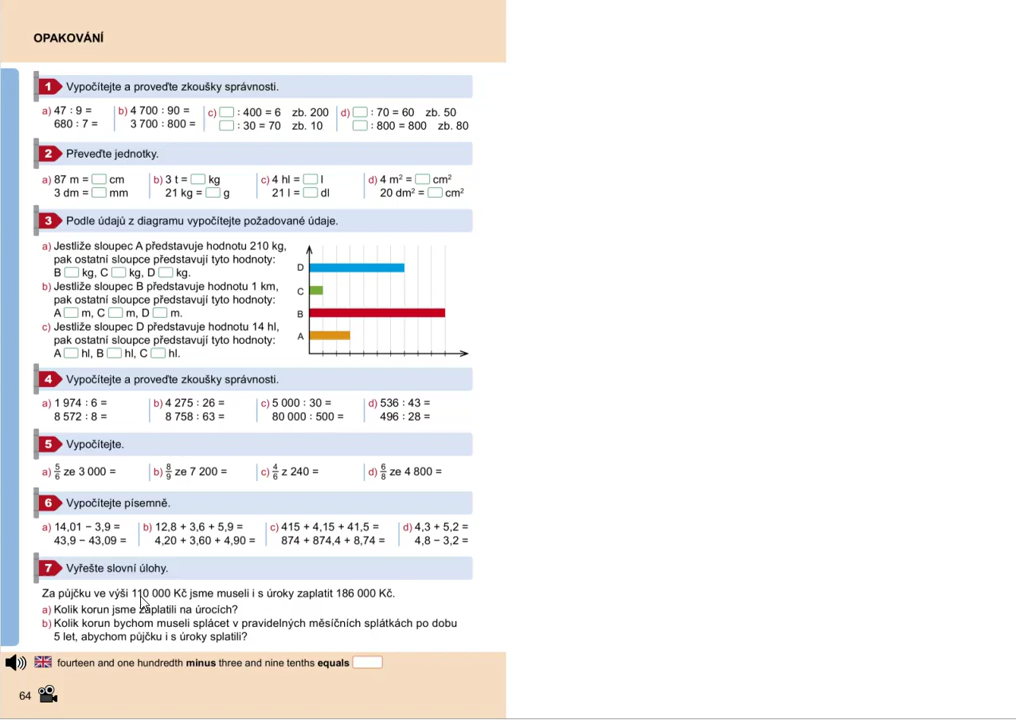 OPAKOVÁNÍ
1 Vypočítejte a proveďte zkoušky správnosti.
a) 47 : 9 = b) 4 700 : 90 = c) : 400 = 6 zb. 200 d) : 70 = 60 zb. 50
680 : 7 = 3 700 : 800 = : 30 = 70 zb. 10 : 800 = 800 zb. 80
2 Převeďte jednotky.
a) 87 m = cm b) 3 t = kg c) 4 hl = l d) 4 m² = cm²
3 dm = mm 21 kg = g 21 l = dl 20 dm² = cm²
3 Podle údajů z diagramu vypočítejte požadované údaje.
a) Jestliže sloupec A představuje hodnotu 210 kg,
pak ostatní sloupce představují tyto hodnoty:
B kg, C kg, D kg.
b) Jestliže sloupec B představuje hodnotu 1 km,
pak ostatní sloupce představují tyto hodnoty:
A m, C m, D m.
c) Jestliže sloupec D představuje hodnotu 14 hl,
pak ostatní sloupce představují tyto hodnoty:
A hl, B hl, C hl.
D
C
B
A
4 Vypočítejte a proveďte zkoušky správnosti.
a) 1 974 : 6 = b) 4 275 : 26 = c) 5 000 : 30 = d) 536 : 43 =
8 572 : 8 = 8 758 : 63 = 80 000 : 500 = 496 : 28 =
5 Vypočítejte.
a) 5/6 ze 3 000 = b) 8/9 ze 7 200 = c) 4/6 z 240 = d) 6/8 ze 4 800 =
6 Vypočítejte písemně.
a) 14,01 − 3,9 = b) 12,8 + 3,6 + 5,9 = c) 415 + 4,15 + 41,5 = d) 4,3 + 5,2 =
43,9 − 43,09 = 4,20 + 3,60 + 4,90 = 874 + 874,4 + 8,74 = 4,8 − 3,2 =
7 Vyřešte slovní úlohy.
Za půjčku ve výši 110 000 Kč jsme museli i s úroky zaplatit 186 000 Kč.
a) Kolik korun jsme zaplatili na úrocích?
b) Kolik korun bychom museli splácet v pravidelných měsíčních splátkách po dobu
5 let, abychom půjčku i s úroky splatili?
fourteen and one hundredth minus three and nine tenths equals
64